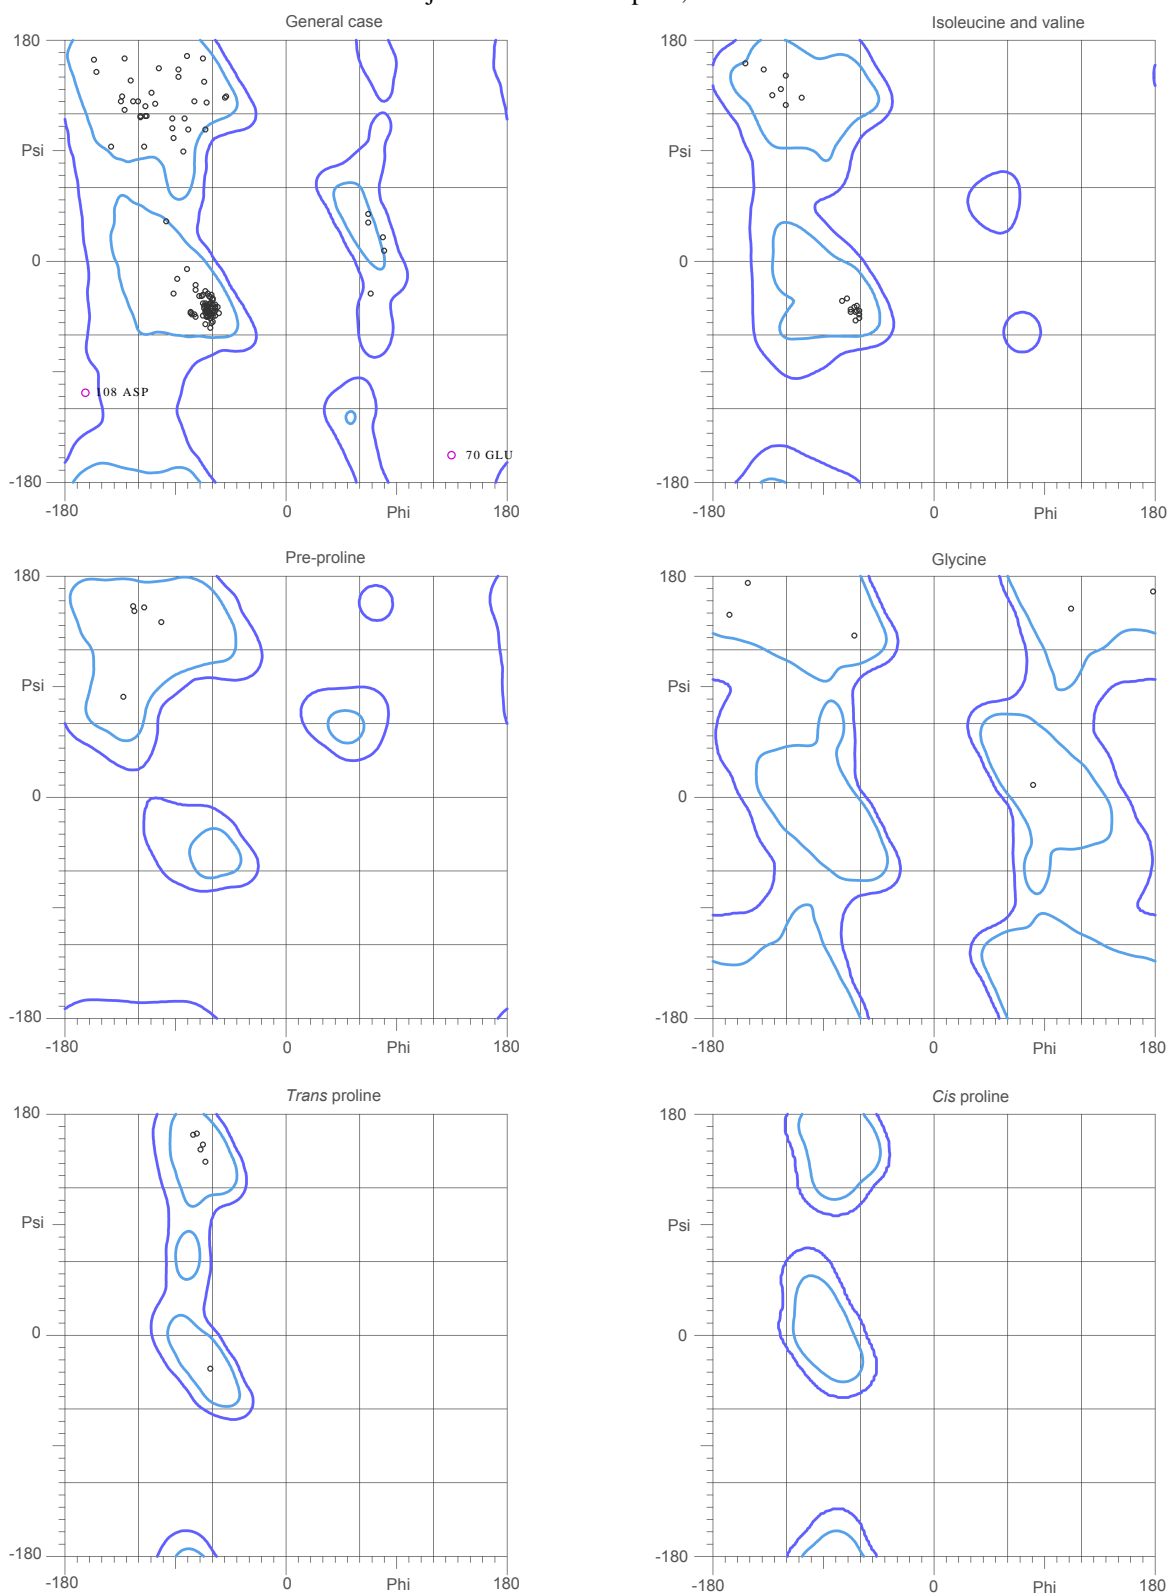 General case
Isoleucine and valine
180
180
Psi
Psi
0
0
108 ASP
70 GLU
-180
-180
-180
0
Phi
180
-180
0
Phi
180
Pre-proline
Glycine
180
180
Psi
Psi
0
0
-180
-180
-180
0
Phi
180
-180
0
Phi
180
Trans proline
Cis proline
180
180
Psi
Psi
0
0
-180
-180
-180
0
Phi
180
-180
0
Phi
180